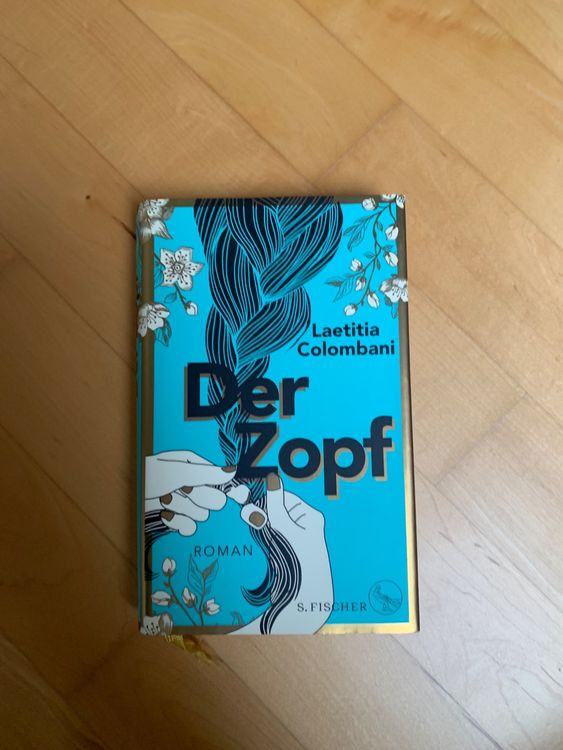 Laetitia
Colombani
Der
Zopf
ROMAN
S. FISCHER